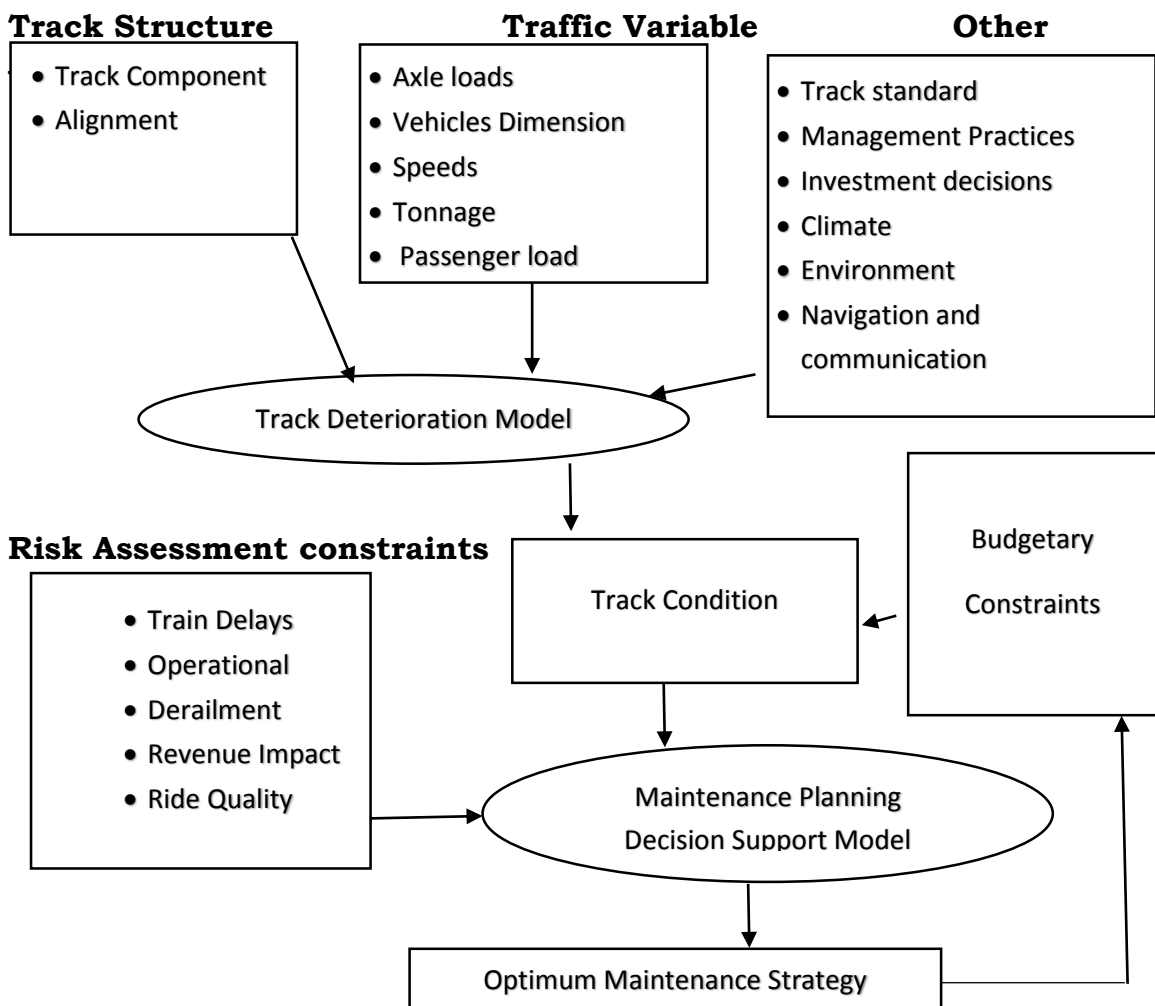 Track Structure
Track Component
Alignment
Traffic Variable
Axle loads
Vehicles Dimension
Speeds
Tonnage
Passenger load
Other
Track standard
Management Practices
Investment decisions
Climate
Environment
Navigation and
communication
Track Deterioration Model
Risk Assessment constraints
Train Delays
Operational
Derailment
Revenue Impact
Ride Quality
Track Condition
Budgetary
Constraints
Maintenance Planning
Decision Support Model
Optimum Maintenance Strategy